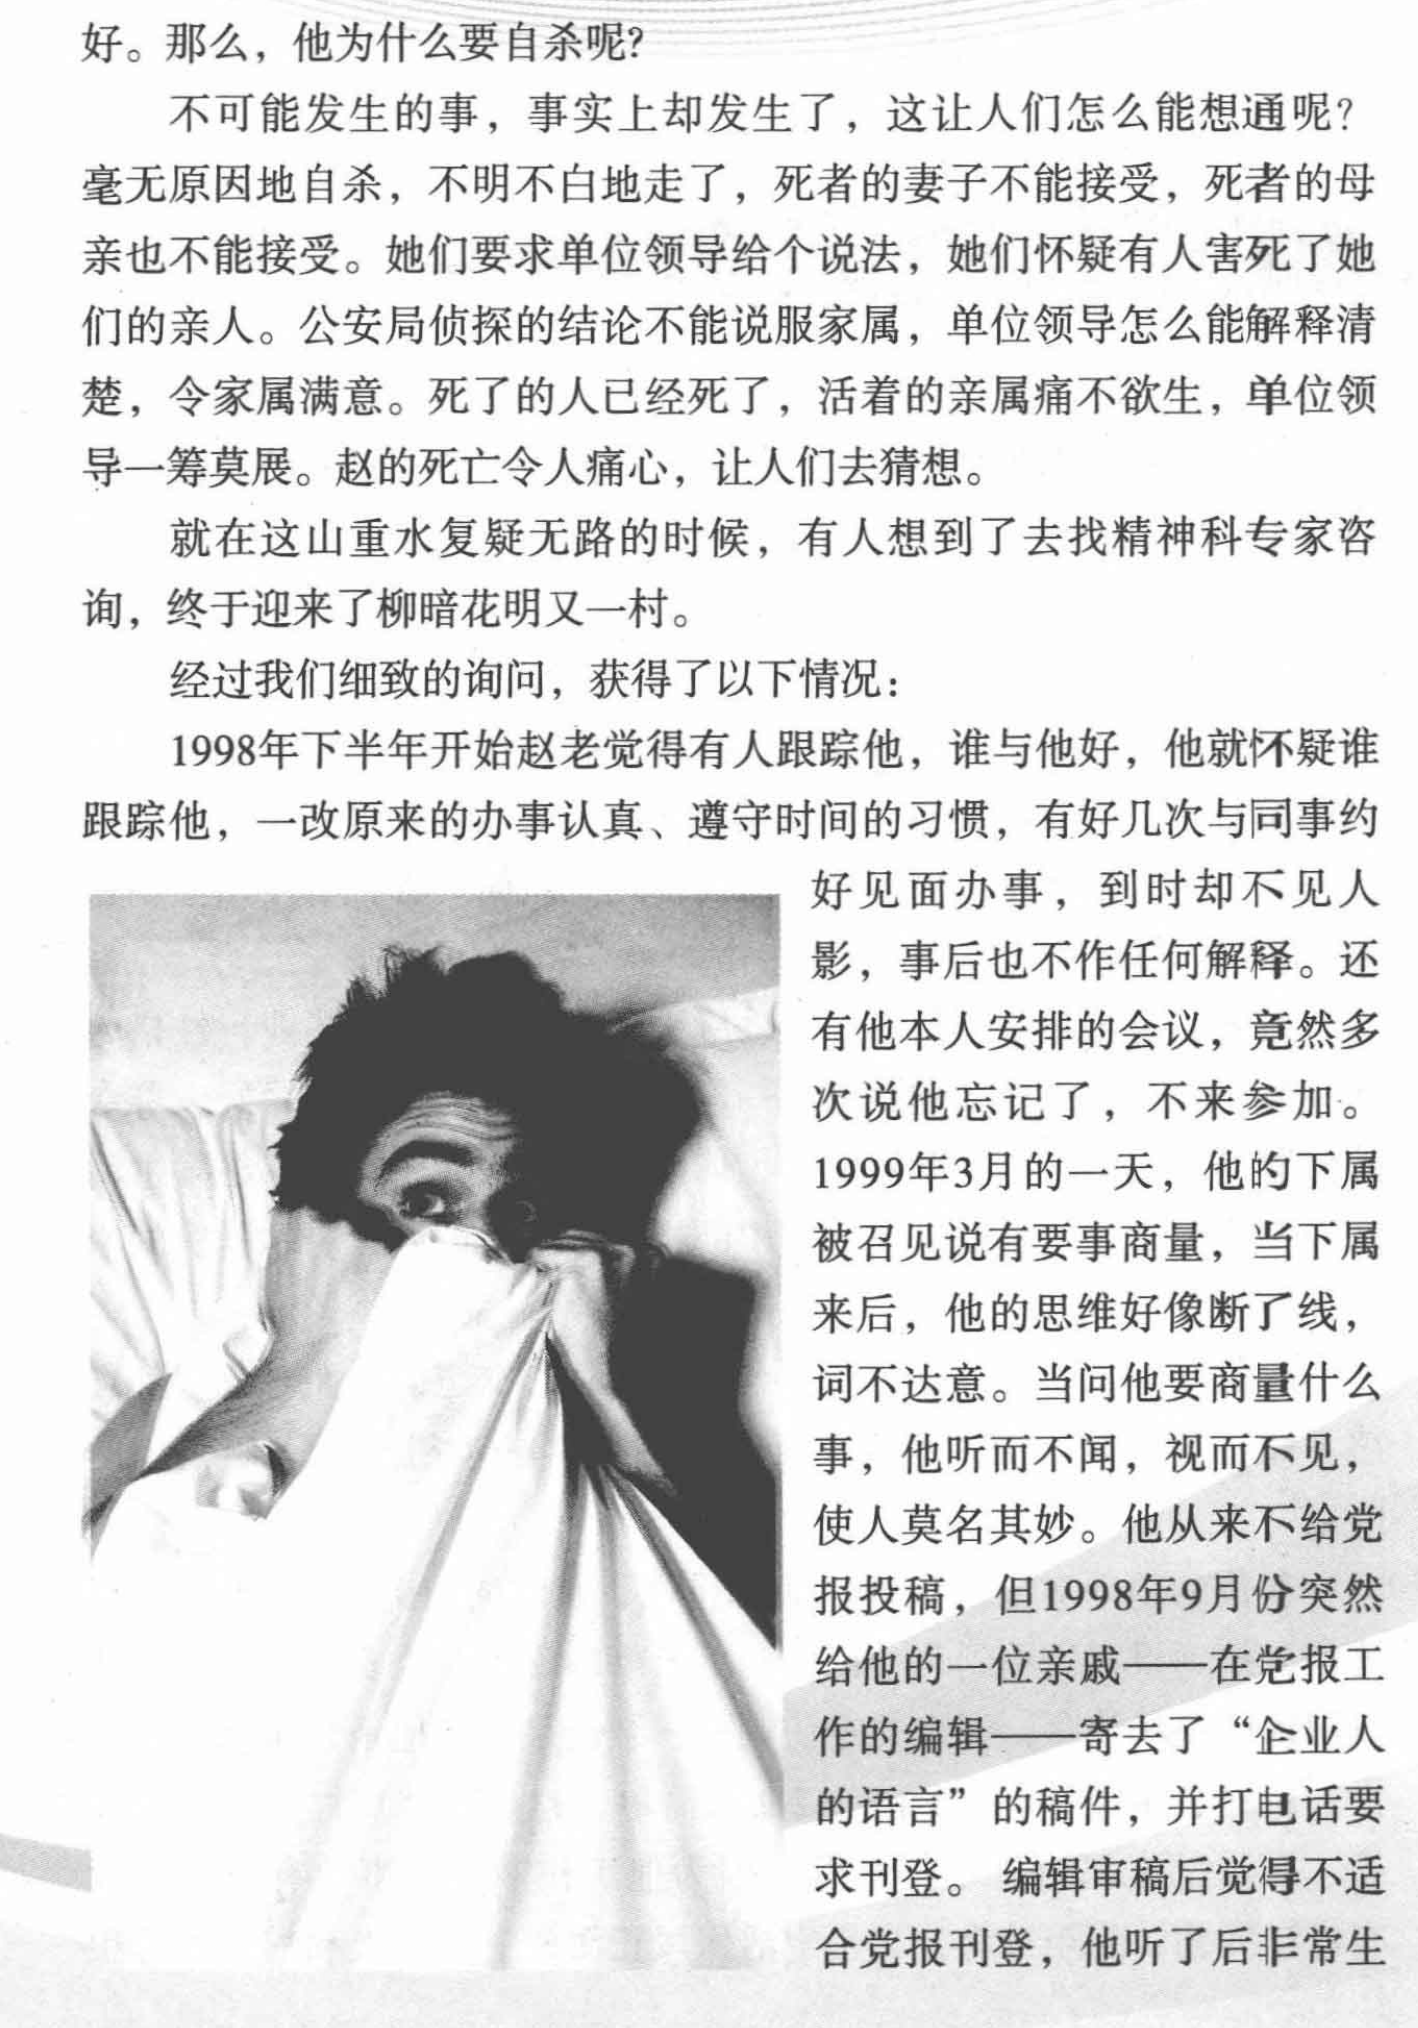 好。那么，他为什么要自杀呢？
不可能发生的事，事实上却发生了，这让人们怎么能想通呢？
毫无原因地自杀，不明不白地走了，死者的妻子不能接受，死者的母
亲也不能接受。她们要求单位领导给个说法，她们怀疑有人害死了她
们的亲人。公安局侦探的结论不能说服家属，单位领导怎么能解释清
楚，令家属满意。死了的人已经死了，活着的亲属痛不欲生，单位领
导一筹莫展。赵的死亡令人痛心，让人们去猜想。
就在这山重水复疑无路的时候，有人想到了去找精神科专家咨
询，终于迎来了柳暗花明又一村。
经过我们细致的询问，获得了以下情况：
1998年下半年开始赵老觉得有人跟踪他，谁与他好，他就怀疑谁
跟踪他，一改原来的办事认真、遵守时间的习惯，有好几次与同事约
好见面办事，到时却不见人
影，事后也不作任何解释。还
有他本人安排的会议，竟然多
次说他忘记了，不来参加。
1999年3月的一天，他的下属
被召见说有要事商量，当下属
来后，他的思维好像断了线，
词不达意。当问他要商量什么
事，他听而不闻，视而不见，
使人莫名其妙。他从来不给党
报投稿，但1998年9月份突然
给他的一位亲戚——在党报工
作的编辑——寄去了“企业人
的语言”的稿件，并打电话要
求刊登。编辑审稿后觉得不适
合党报刊登，他听了后非常生